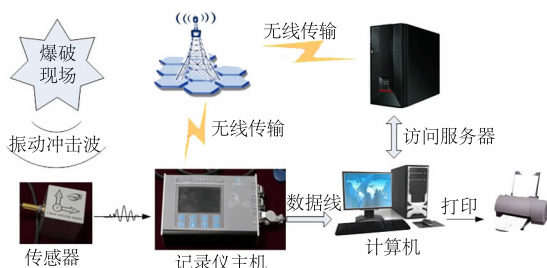 爆破
现场
无线传输
无线传输
振动冲击波
访问服务器
数据线
打印
传感器
记录仪主机
计算机